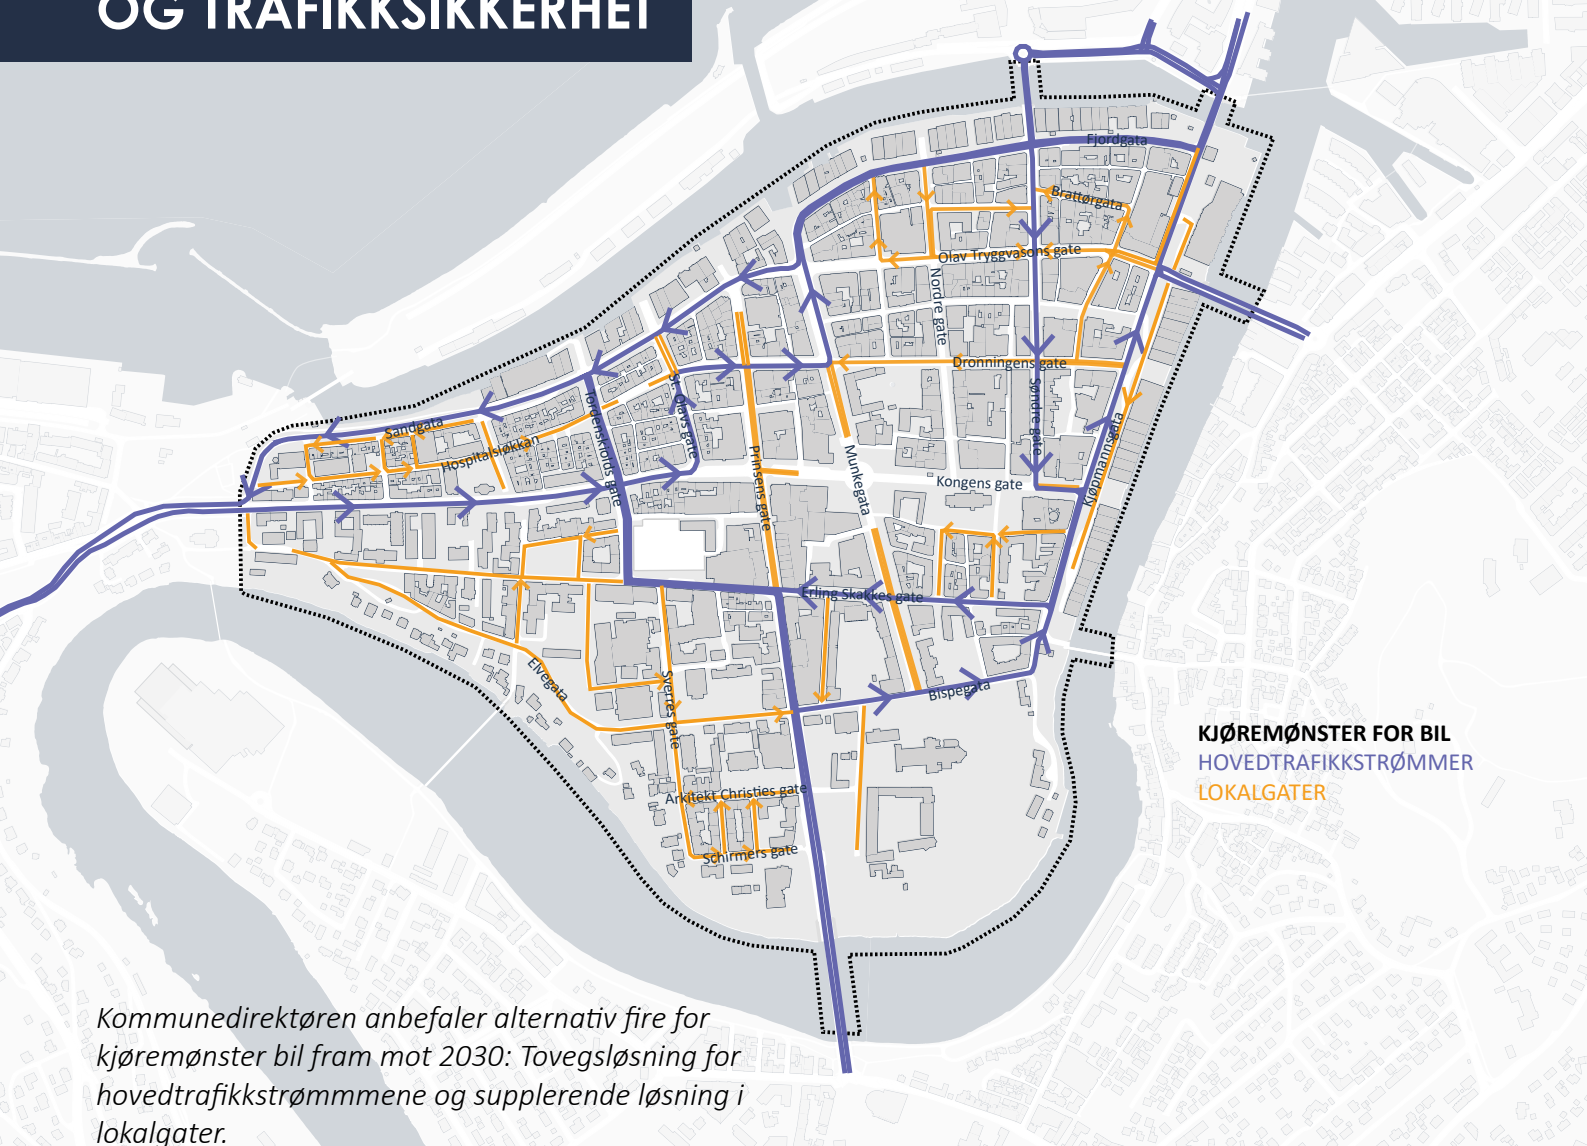 OG TRAFIKKSIKKERHET
Fjordgata
Brattørgata
Olav Tryggvasons gate
Nordre gate
Dronningens gate
Søndre gate
St. Olavs gate
Tordenskiolds gate
Sandgata
Hospitalsløkkan
Prinsens gate
Munkegata
Kongens gate
Kjøpmannsgata
Erling Skakkes gate
Elvegata
Sverres gate
Bispegata
Arkitekt Christies gate
Schirmers gate
KJØREMØNSTER FOR BIL
HOVEDTRAFIKKSTRØMMER
LOKALGATER
Kommunedirektøren anbefaler alternativ fire for
kjøremønster bil fram mot 2030: Tovegsløsning for
hovedtrafikkstrømmmene og supplerende løsning i
lokalgater.